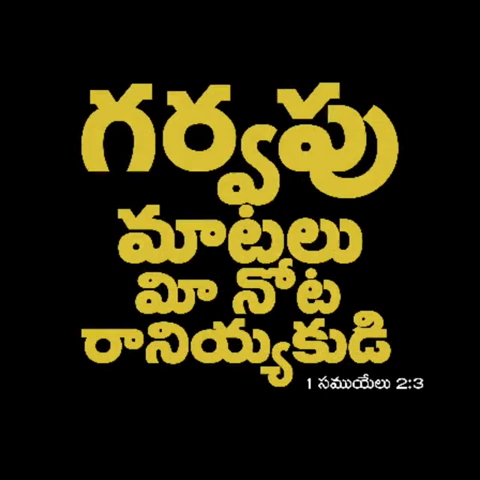 గర్వపు
మాటలు
మీ నోట
రానియ్యకుడి
1 సముయేలు 2:3